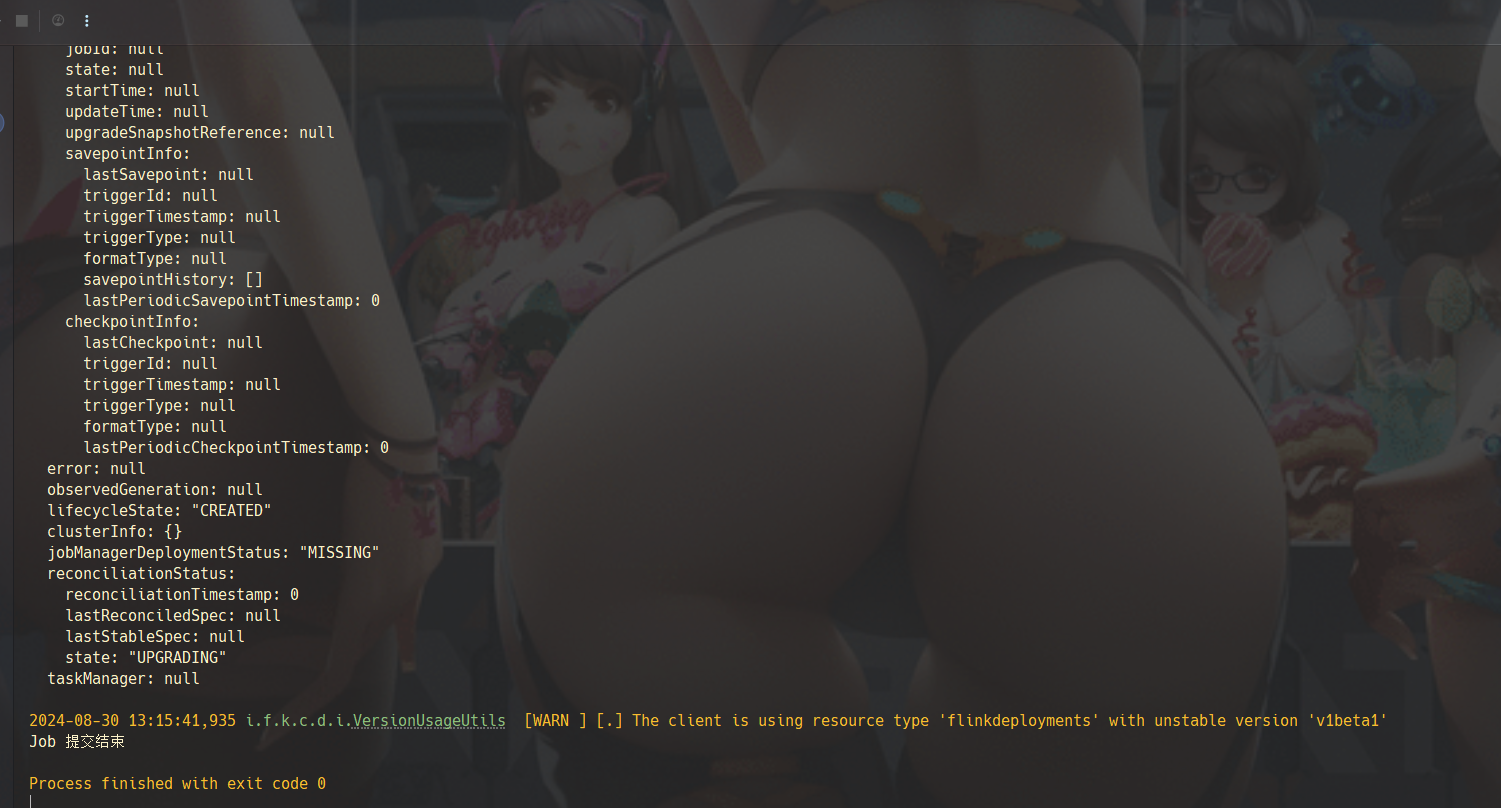 jobId: null
state: null
startTime: null
updateTime: null
upgradeSnapshotReference: null
savepointInfo:
lastSavepoint: null
triggerId: null
triggerTimestamp: null
triggerType: null
formatType: null
savepointHistory: []
lastPeriodicSavepointTimestamp: 0
checkpointInfo:
lastCheckpoint: null
triggerId: null
triggerTimestamp: null
triggerType: null
formatType: null
lastPeriodicCheckpointTimestamp: 0
error: null
observedGeneration: null
lifecycleState: "CREATED"
clusterInfo: {}
jobManagerDeploymentStatus: "MISSING"
reconciliationStatus:
reconciliationTimestamp: 0
lastReconciledSpec: null
lastStableSpec: null
state: "UPGRADING"
taskManager: null
2024-08-30 13:15:41,935 i.f.k.c.d.i.VersionUsageUtils  [WARN ] [.] The client is using resource type 'flinkdeployments' with unstable version 'v1beta1'
Job 提交结束
Process finished with exit code 0